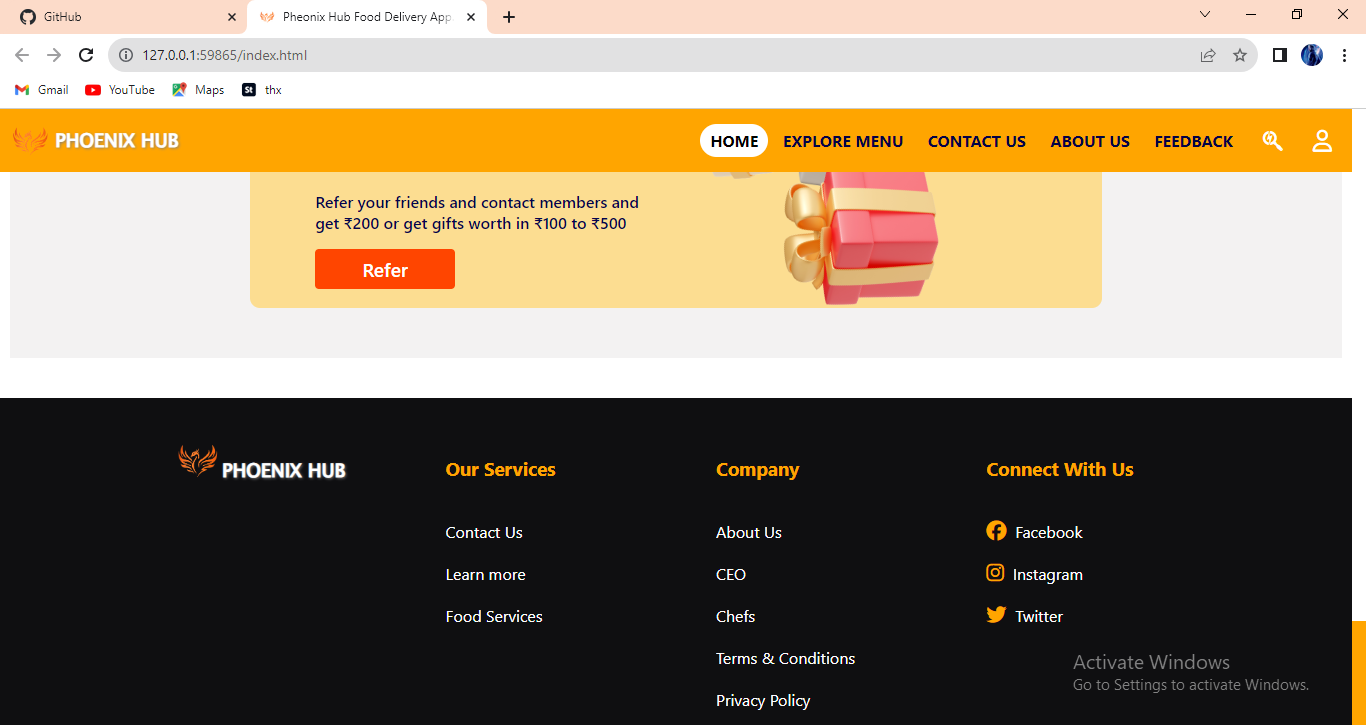 GitHub
Pheonix Hub Food Delivery App
127.0.0.1:59865/index.html
Gmail
YouTube
Maps
St
thx
PHOENIX HUB
HOME
EXPLORE MENU
CONTACT US
ABOUT US
FEEDBACK
Refer your friends and contact members and
get ₹200 or get gifts worth in ₹100 to ₹500
Refer
PHOENIX HUB
Our Services
Contact Us
Learn more
Food Services
Company
About Us
CEO
Chefs
Terms & Conditions
Privacy Policy
Connect With Us
Facebook
Instagram
Twitter
Activate Windows
Go to Settings to activate Windows.